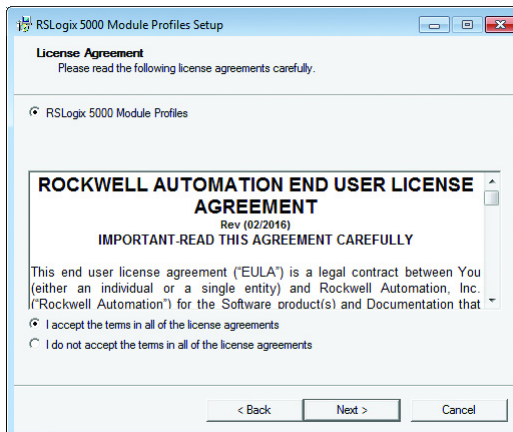 RSLogix 5000 Module Profiles Setup
License Agreement
Please read the following license agreements carefully.
RSLogix 5000 Module Profiles
ROCKWELL AUTOMATION END USER LICENSE
AGREEMENT
Rev (02/2016)
IMPORTANT-READ THIS AGREEMENT CAREFULLY
This end user license agreement ("EULA") is a legal contract between You
(either an individual or a single entity) and Rockwell Automation, Inc.
("Rockwell Automation") for the Software product(s) and Documentation that
I accept the terms in all of the license agreements
I do not accept the terms in all of the license agreements
< Back Next > Cancel